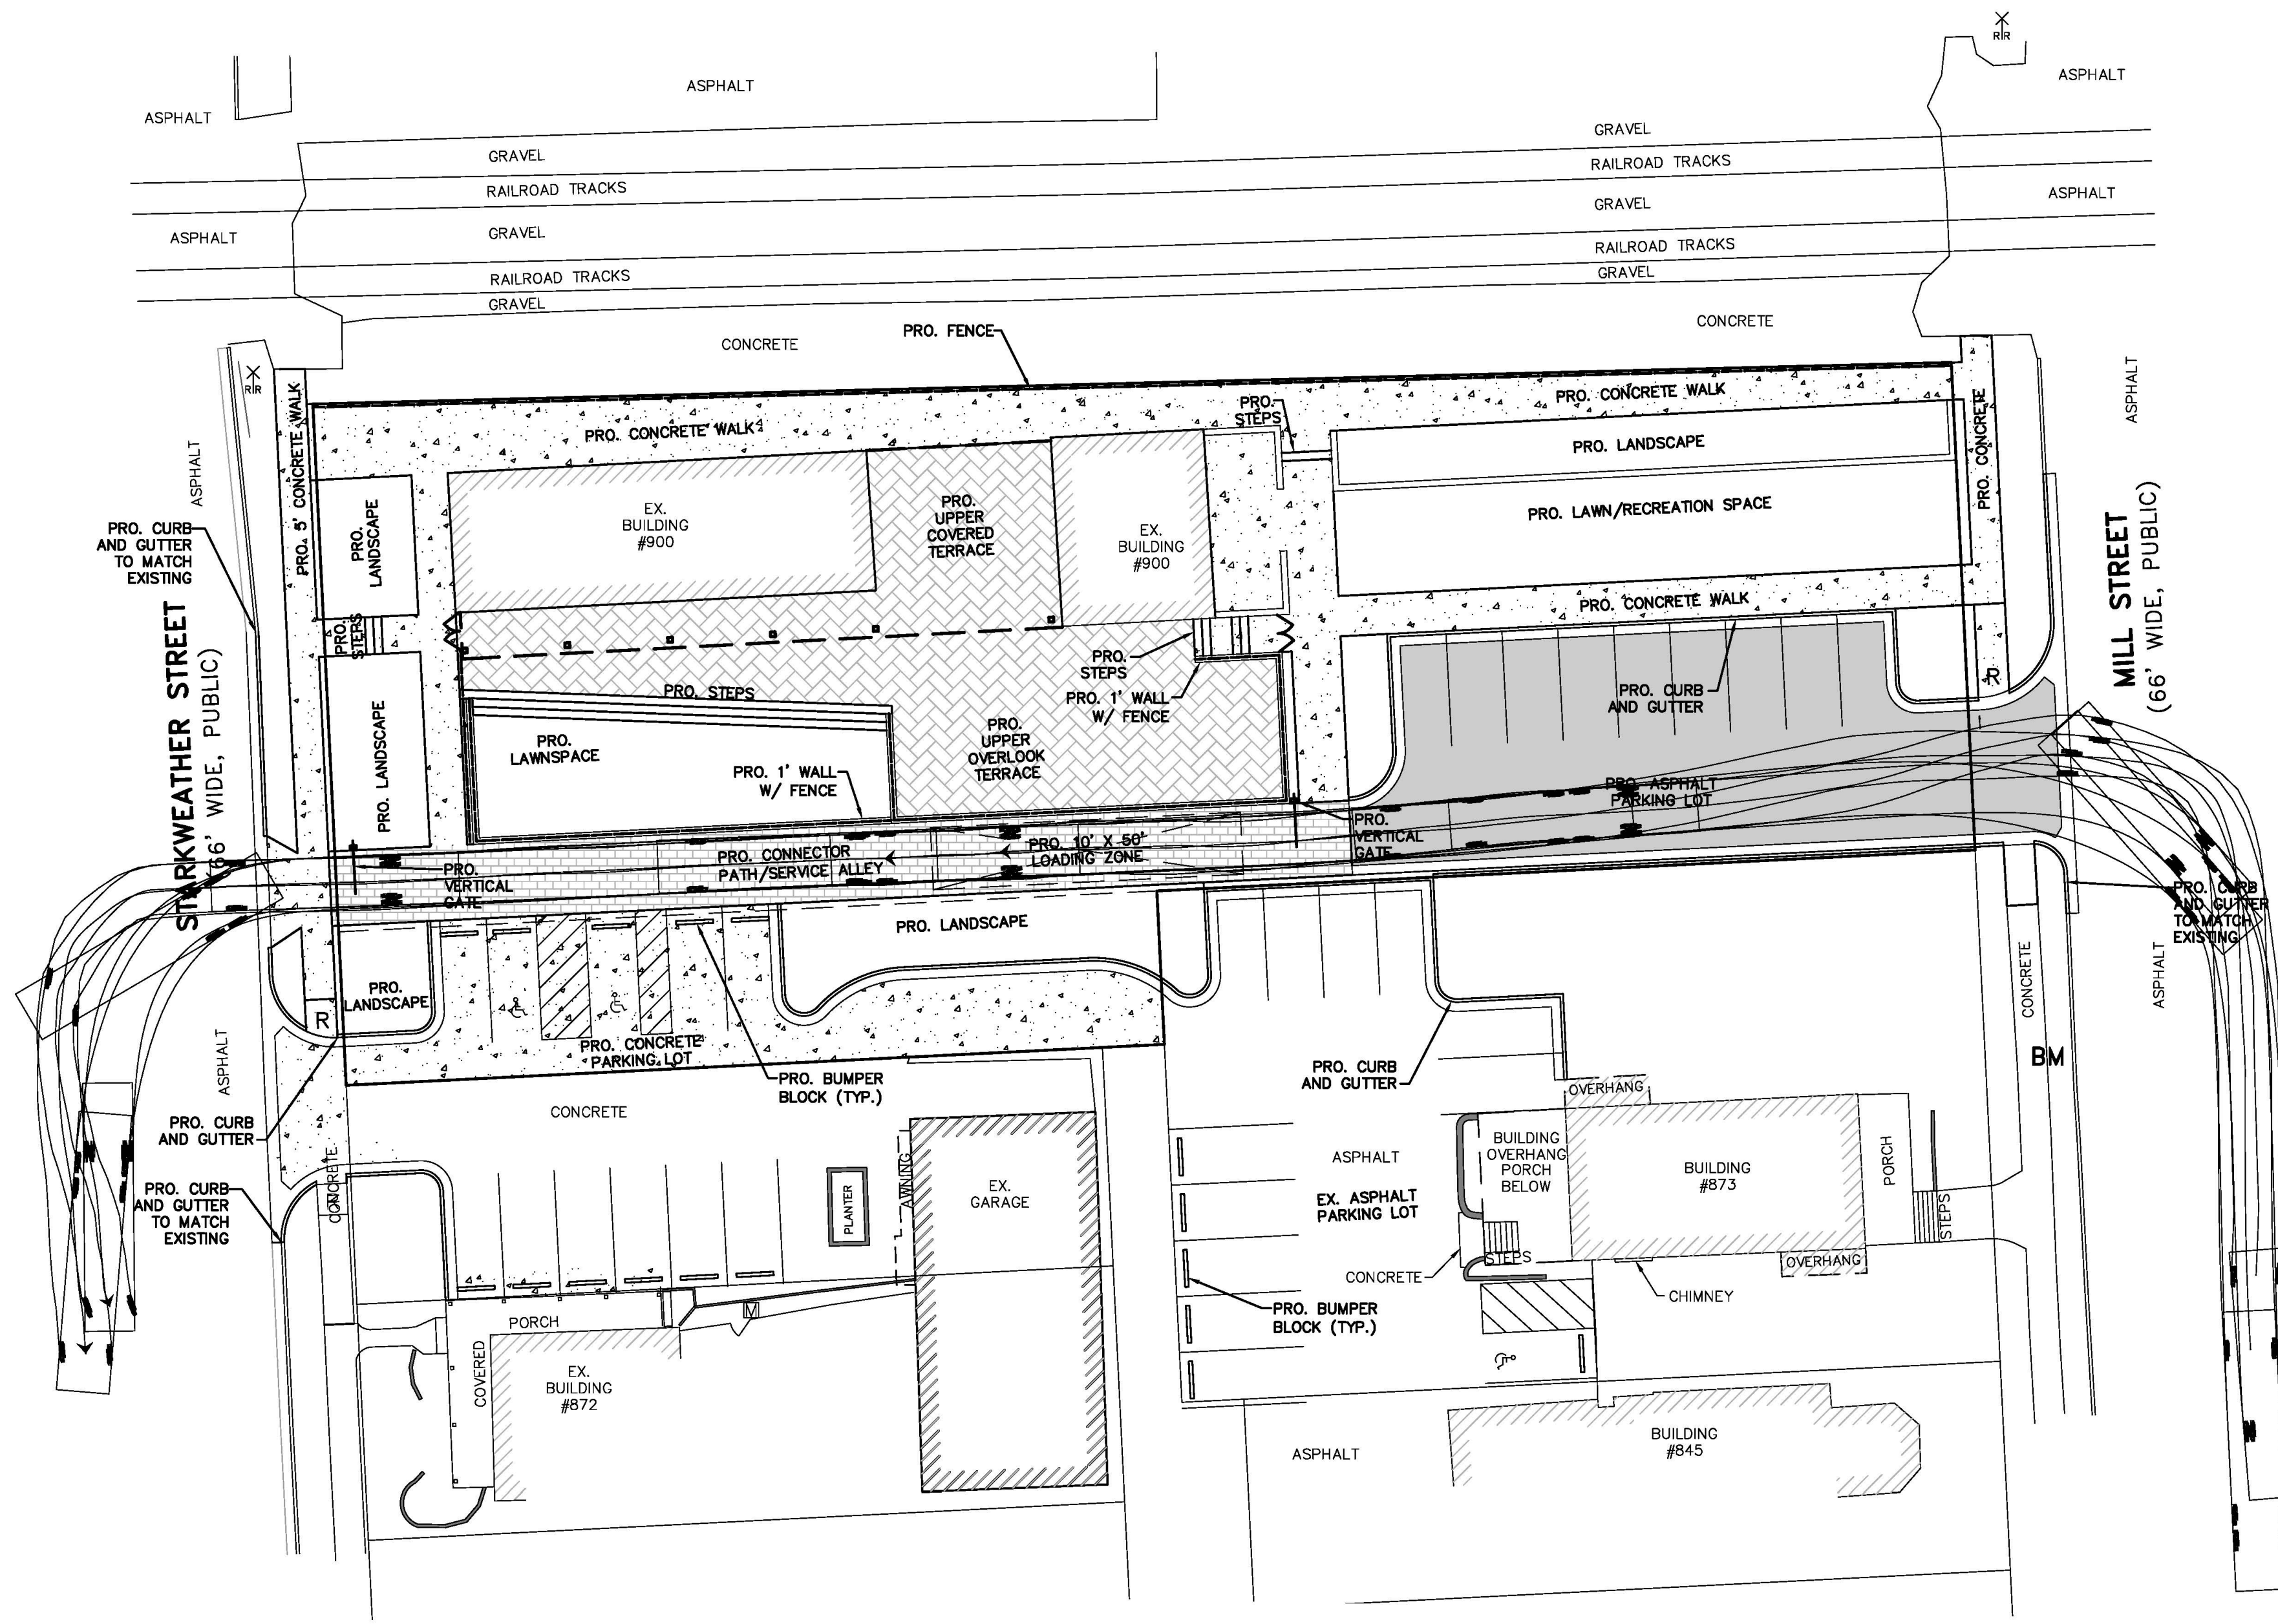 R R
ASPHALT
ASPHALT
ASPHALT
GRAVEL
GRAVEL
RAILROAD TRACKS
RAILROAD TRACKS
ASPHALT
GRAVEL
GRAVEL
ASPHALT
RAILROAD TRACKS
RAILROAD TRACKS
GRAVEL
GRAVEL
CONCRETE
PRO. FENCE
CONCRETE
R R
ASPHALT
ASPHALT
PRO. 5' CONCRETE WALK
PRO. CONCRETE WALK
PRO.
STEPS
PRO. CONCRETE WALK
PRO. CONCRETE
PRO. LANDSCAPE
PRO. LAWN/RECREATION SPACE
PRO.
LANDSCAPE
EX.
BUILDING
#900
PRO.
UPPER
COVERED
TERRACE
EX.
BUILDING
#900
PRO. CURB
AND GUTTER
TO MATCH
EXISTING
STARKWEATHER STREET
(66' WIDE, PUBLIC)
MILL STREET
(66' WIDE, PUBLIC)
PRO. CONCRETE WALK
PRO.
STEPS
PRO.
STEPS
PRO. 1' WALL
W/ FENCE
PRO. CURB
AND GUTTER
R
PRO. STEPS
PRO. LANDSCAPE
PRO.
LAWNSPACE
PRO. 1' WALL
W/ FENCE
PRO.
UPPER
OVERLOOK
TERRACE
PRO. ASPHALT
PARKING LOT
PRO.
VERTICAL
GATE
PRO. CONNECTOR
PATH/SERVICE ALLEY
PRO. 10' X 50'
LOADING ZONE
PRO.
VERTICAL
GATE
PRO. CURB
AND GUTTER
TO MATCH
EXISTING
PRO. LANDSCAPE
PRO.
LANDSCAPE
R
CONCRETE
ASPHALT
ASPHALT
PRO. CONCRETE
PARKING LOT
PRO. BUMPER
BLOCK (TYP.)
PRO. CURB
AND GUTTER
BM
OVERHANG
CONCRETE
PRO. CURB
AND GUTTER
CONCRETE
PRO. CURB
AND GUTTER
TO MATCH
EXISTING
PLANTER
AWNING
EX.
GARAGE
ASPHALT
EX. ASPHALT
PARKING LOT
BUILDING
OVERHANG
PORCH
BELOW
BUILDING
#873
PORCH
STEPS
STEPS
OVERHANG
CONCRETE
CHIMNEY
PRO. BUMPER
BLOCK (TYP.)
M
PORCH
COVERED
EX.
BUILDING
#872
ASPHALT
BUILDING
#845